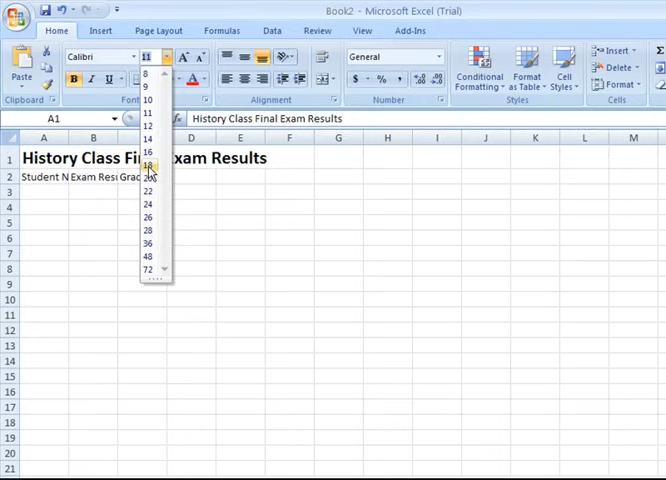 Book2 - Microsoft Excel (Trial)
Home Insert Page Layout Formulas Data Review View Add-Ins
Paste
Clipboard
Calibri 11
B I U
Font
Alignment
General
$ % ,
Number
Conditional Formatting
Format as Table
Cell Styles
Styles
Insert
Delete
Format
Cells
A1 fx History Class Final Exam Results
A B C D E F G H I J K L M
1 History Class Fi Exam Results
2 Student N Exam Resu Grad
3
4
5
6
7
8
9
10
11
12
13
14
15
16
17
18
19
20
21
8
9
10
11
12
14
16
18
20
22
24
26
28
36
48
72